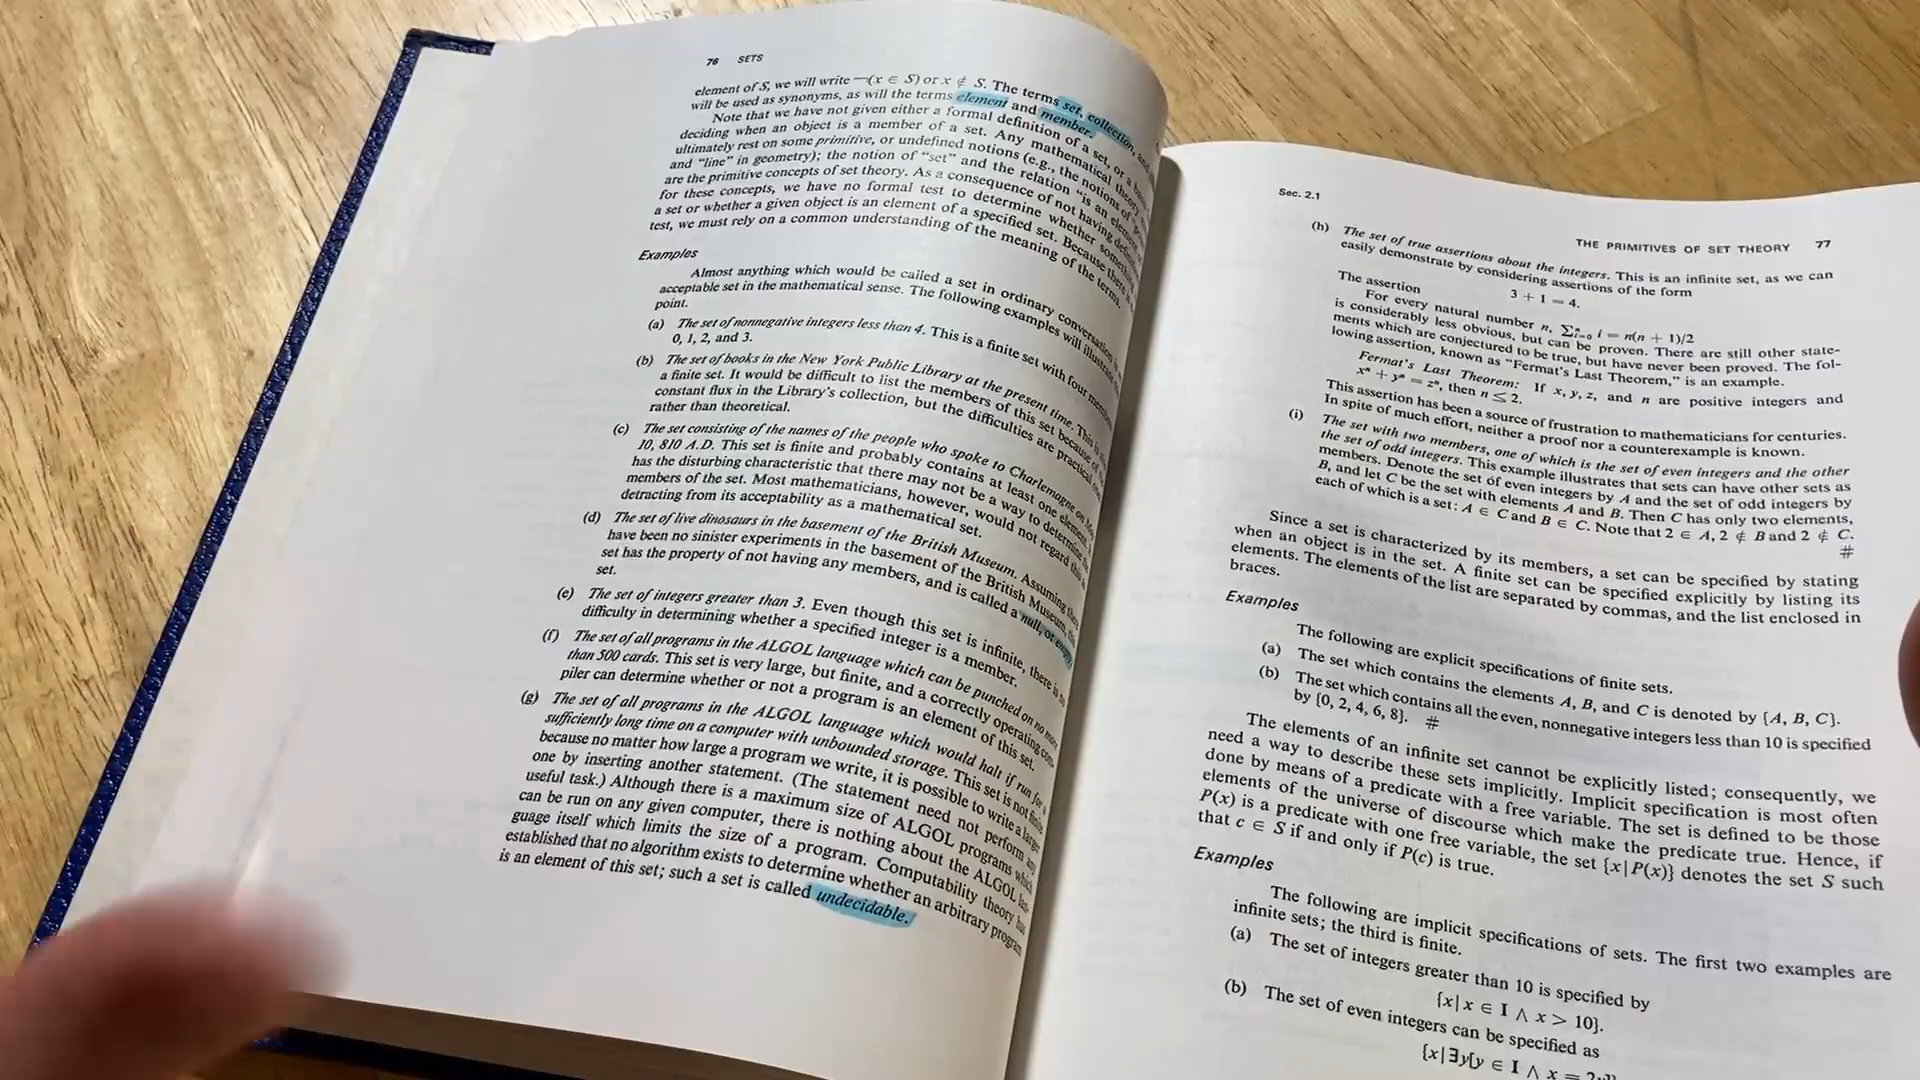 76 SETS
element of S, we will write ¬(x ∈ S) or x ∉ S. The terms set, collection,
will be used as synonyms, as will the terms element and member.
Note that we have not given either a formal definition of a set, or a
deciding when an object is a member of a set. Any mathematical theory
ultimately rest on some primitive, or undefined notions (e.g., the notions of
and “line” in geometry); the notion of “set” and the relation “is an element
are the primitive concepts of set theory. As a consequence of not having
for these concepts, we have no formal test to determine whether something
a set or whether a given object is an element of a specified set. Because there
test, we must rely on a common understanding of the meaning of the terms.
Examples
Almost anything which would be called a set in ordinary conversation
acceptable set in the mathematical sense. The following examples will illustrate
point.
(a) The set of nonnegative integers less than 4. This is a finite set with four
0, 1, 2, and 3.
(b) The set of books in the New York Public Library at the present time. This
a finite set. It would be difficult to list the members of this set because of
constant flux in the Library’s collection, but the difficulties are practical
rather than theoretical.
(c) The set consisting of the names of the people who spoke to Charlemagne on
10, 810 A.D. This set is finite and probably contains at least one element,
has the disturbing characteristic that there may not be a way to determine
members of the set. Most mathematicians, however, would not regard this
detracting from its acceptability as a mathematical set.
(d) The set of live dinosaurs in the basement of the British Museum. Assuming
have been no sinister experiments in the basement of the British Museum,
set has the property of not having any members, and is called a null, or
set.
(e) The set of integers greater than 3. Even though this set is infinite, there is no
difficulty in determining whether a specified integer is a member.
(f) The set of all programs in the ALGOL language which can be punched on no more
than 500 cards. This set is very large, but finite, and a correctly operating com-
piler can determine whether or not a program is an element of this set.
(g) The set of all programs in the ALGOL language which would halt if run for a
sufficiently long time on a computer with unbounded storage. This set is not finite
because no matter how large a program we write, it is possible to write a larger
one by inserting another statement. (The statement need not perform any
useful task.) Although there is a maximum size of ALGOL programs which
can be run on any given computer, there is nothing about the ALGOL lan-
guage itself which limits the size of a program. Computability theory has
established that no algorithm exists to determine whether an arbitrary program
is an element of this set; such a set is called undecidable.
Sec. 2.1 THE PRIMITIVES OF SET THEORY 77
(h) The set of true assertions about the integers. This is an infinite set, as we can
easily demonstrate by considering assertions of the form
3 + 1 = 4.
The assertion
For every natural number n, ∑ⁿᵢ₌₀ i = n(n + 1)/2
is considerably less obvious, but can be proven. There are still other state-
ments which are conjectured to be true, but have never been proved. The fol-
lowing assertion, known as “Fermat’s Last Theorem,” is an example.
Fermat’s Last Theorem: If x, y, z, and n are positive integers and
xⁿ + yⁿ = zⁿ, then n ≤ 2.
This assertion has been a source of frustration to mathematicians for centuries.
In spite of much effort, neither a proof nor a counterexample is known.
(i) The set with two members, one of which is the set of even integers and the other
the set of odd integers. This example illustrates that sets can have other sets as
members. Denote the set of even integers by A and the set of odd integers by
B, and let C be the set with elements A and B. Then C has only two elements,
each of which is a set: A ∈ C and B ∈ C. Note that 2 ∈ A, 2 ∉ B and 2 ∉ C.
#
Since a set is characterized by its members, a set can be specified by stating
when an object is in the set. A finite set can be specified explicitly by listing its
elements. The elements of the list are separated by commas, and the list enclosed in
braces.
Examples
The following are explicit specifications of finite sets.
(a) The set which contains the elements A, B, and C is denoted by {A, B, C}.
(b) The set which contains all the even, nonnegative integers less than 10 is specified
by {0, 2, 4, 6, 8}. #
The elements of an infinite set cannot be explicitly listed; consequently, we
need a way to describe these sets implicitly. Implicit specification is most often
done by means of a predicate with a free variable. The set is defined to be those
elements of the universe of discourse which make the predicate true. Hence, if
P(x) is a predicate with one free variable, the set {x | P(x)} denotes the set S such
that c ∈ S if and only if P(c) is true.
Examples
The following are implicit specifications of sets. The first two examples are
infinite sets; the third is finite.
(a) The set of integers greater than 10 is specified by
{x | x ∈ I ∧ x > 10}.
(b) The set of even integers can be specified as
{x | ∃y[y ∈ I ∧ x = 2y]}